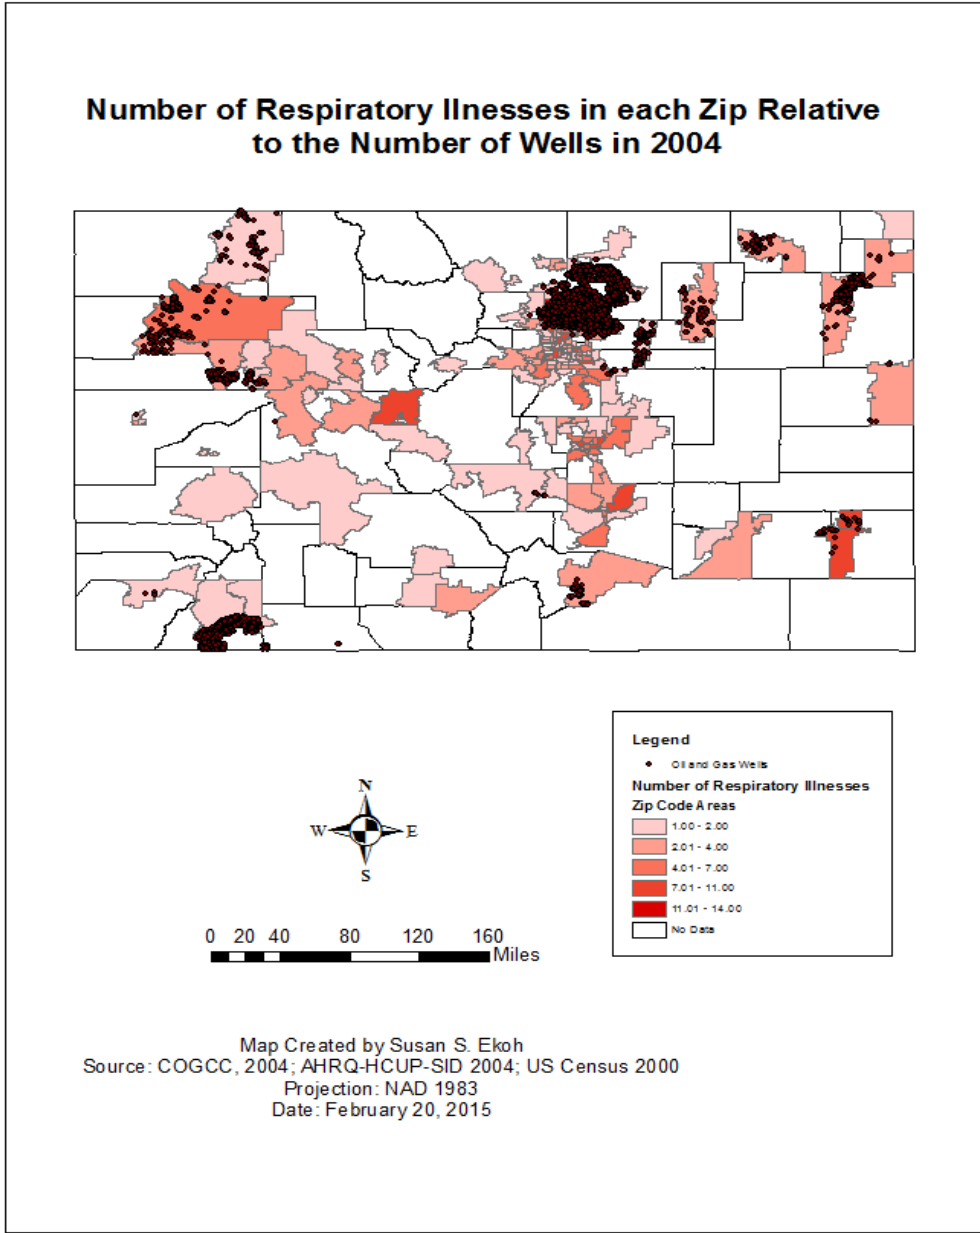 Number of Respiratory Ilnesses in each Zip Relative
to the Number of Wells in 2004
Legend
Oil and Gas Wells
Number of Respiratory Illnesses
Zip Code Areas
1.00 - 2.00
2.01 - 4.00
4.01 - 7.00
7.01 - 11.00
11.01 - 14.00
No Data
N
W E
S
0 20 40 80 120 160
Miles
Map Created by Susan S. Ekoh
Source: COGCC, 2004; AHRQ-HCUP-SID 2004; US Census 2000
Projection: NAD 1983
Date: February 20, 2015